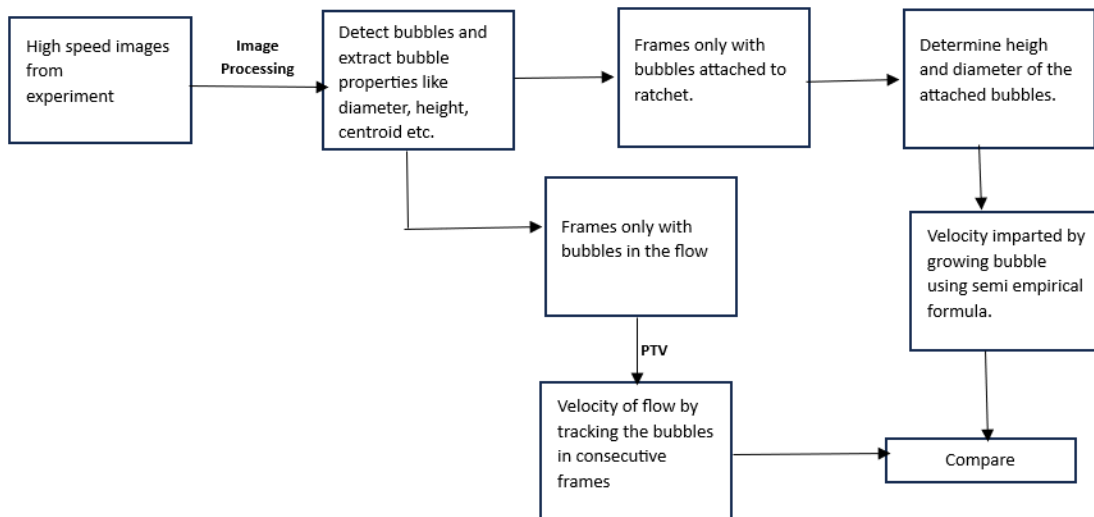 High speed images
from
experiment
Image
Processing
Detect bubbles and
extract bubble
properties like
diameter, height,
centroid etc.
Frames only with
bubbles attached to
ratchet.
Determine heigh
and diameter of the
attached bubbles.
Frames only with
bubbles in the flow
Velocity imparted by
growing bubble
using semi empirical
formula.
PTV
Velocity of flow by
tracking the bubbles
in consecutive
frames
Compare